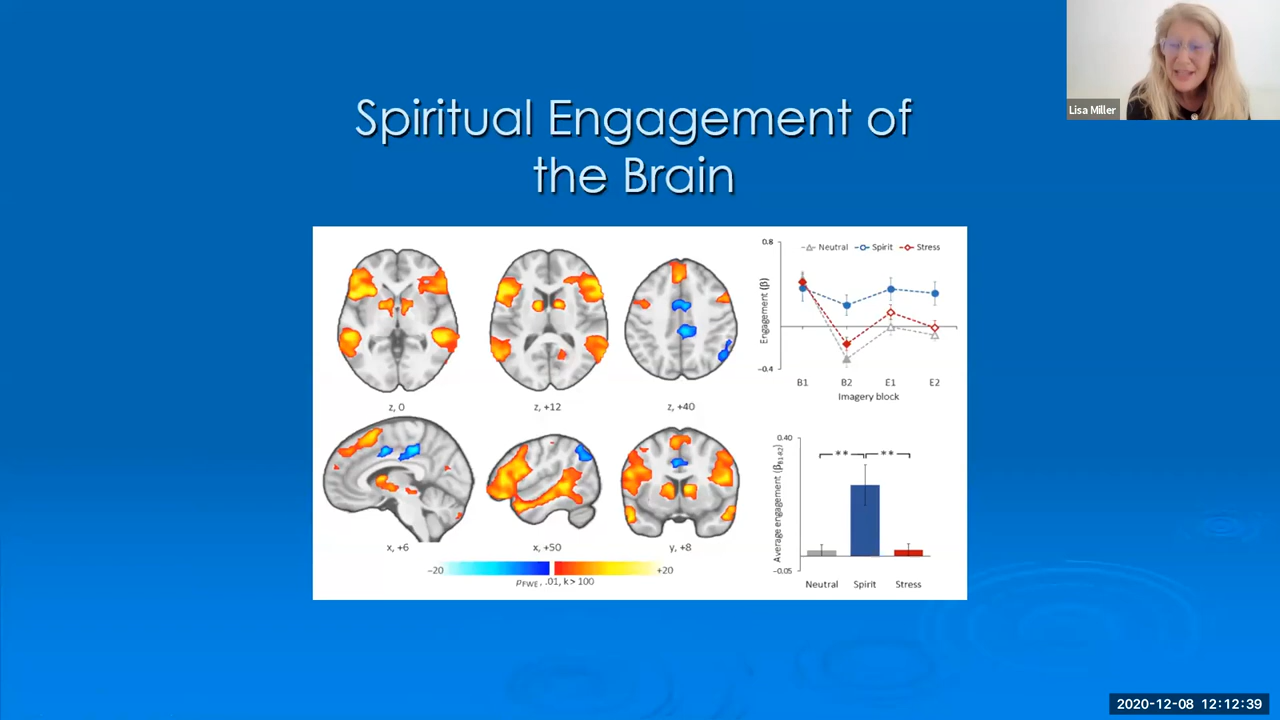 Lisa Miller
Spiritual Engagement of
the Brain
z, 0
z, +12
z, +40
x, +6
x, +50
y, +8
−20
+20
pFWE, .01, k > 100
Neutral
Spirit
Stress
0.8
Engagement (β)
−0.4
B1
B2
E1
E2
Imagery block
0.40
**
**
Average engagement
−0.05
Neutral
Spirit
Stress
2020-12-08 12:12:39